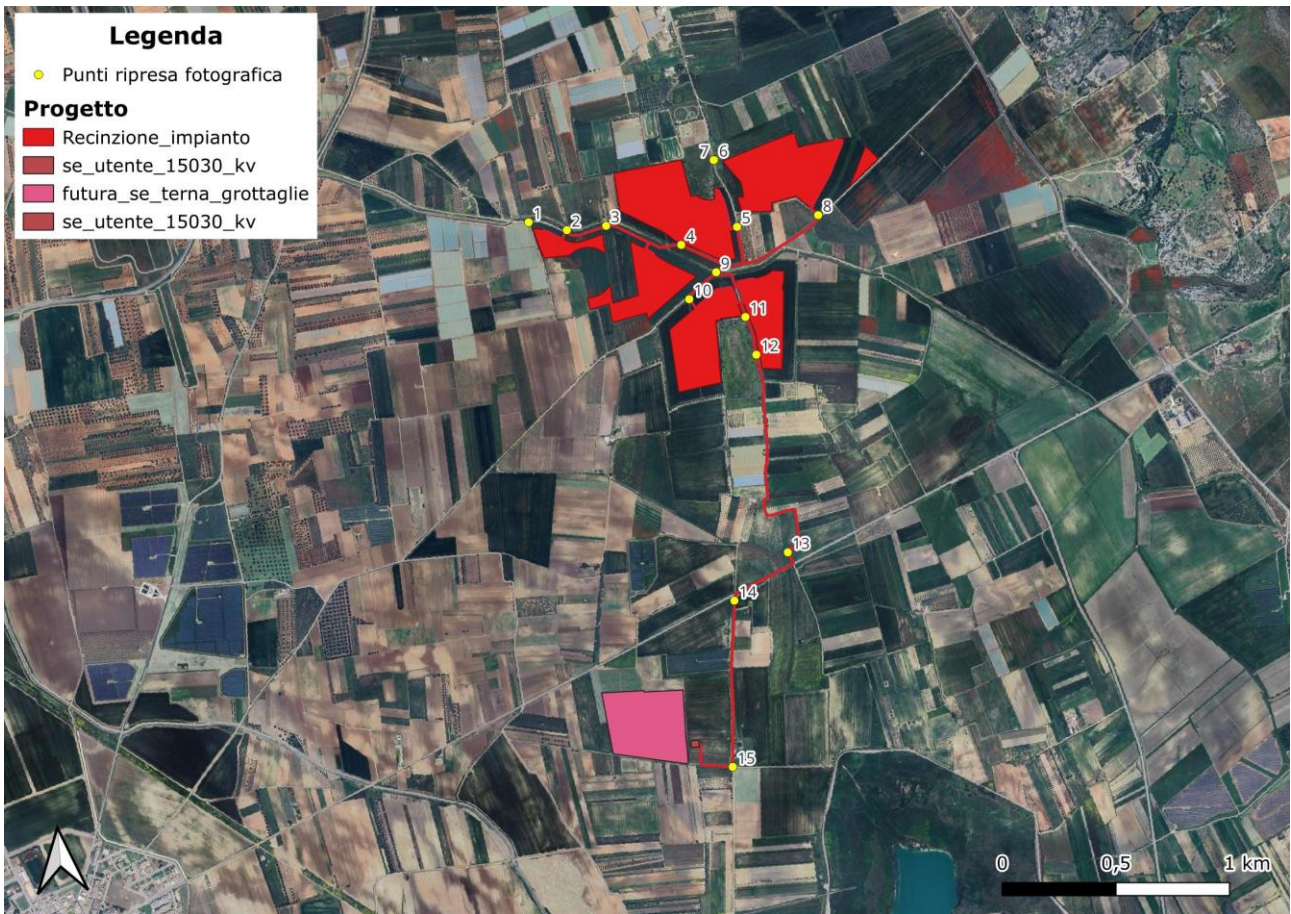 Legenda
Punti ripresa fotografica
Progetto
Recinzione_impianto
se_utente_15030_kv
futura_se_terna_grottaglie
se_utente_15030_kv
7 6
1
2
3
8
5
4
9
10
11
12
13
14
15
0 0,5 1 km